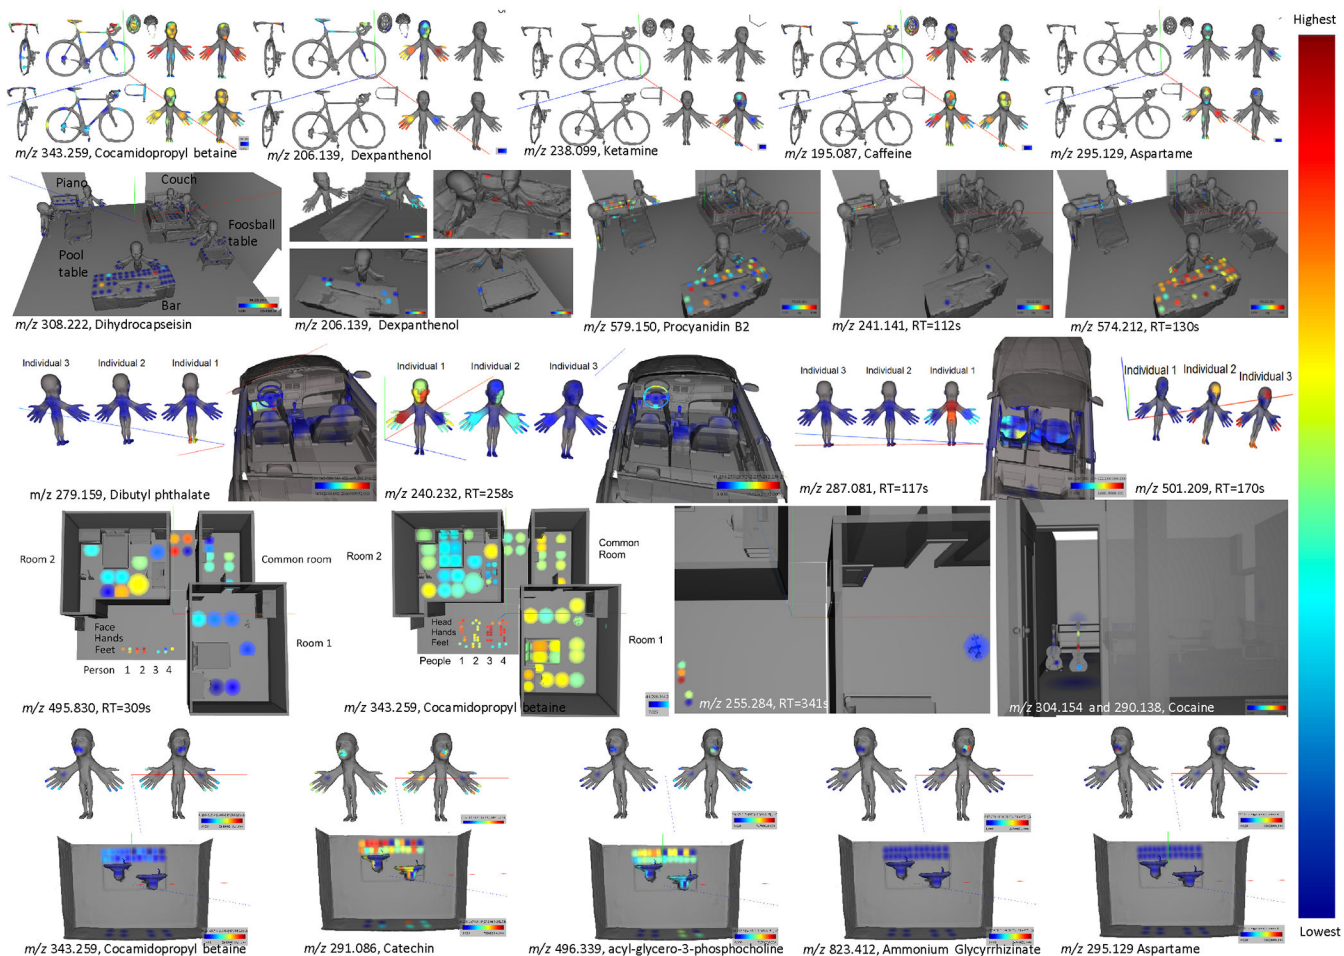 Highest
m/z 343.259, Cocamidopropyl betaine
m/z 206.139, Dexpanthenol
m/z 238.099, Ketamine
m/z 195.087, Caffeine
m/z 295.129, Aspartame
Piano
Couch
Foosball
table
Pool
table
Bar
m/z 308.222, Dihydrocapseisin
m/z 206.139, Dexpanthenol
m/z 579.150, Procyanidin B2
m/z 241.141, RT=112s
m/z 574.212, RT=130s
Individual 3 Individual 2 Individual 1
Individual 1 Individual 2 Individual 3
Individual 3 Individual 2 Individual 1
Individual 1 Individual 2 Individual 3
m/z 279.159, Dibutyl phthalate
m/z 240.232, RT=258s
m/z 287.081, RT=117s
m/z 501.209, RT=170s
Room 2
Common room
Face
Hands
Feet
Room 1
Person 1 2 3 4
m/z 495.830, RT=309s
Room 2
Common
Room
Head
Hands
Feet
Room 1
People 1 2 3 4
m/z 343.259, Cocamidopropyl betaine
m/z 255.284, RT=341s
m/z 304.154 and 290.138, Cocaine
m/z 343.259, Cocamidopropyl betaine
m/z 291.086, Catechin
m/z 496.339, acyl-glycero-3-phosphocholine
m/z 823.412, Ammonium Glycyrrhizinate
m/z 295.129 Aspartame
Lowest